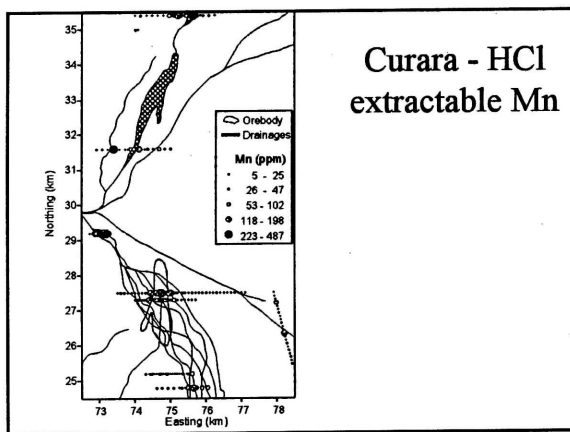 Curara - HCl
extractable Mn
35
34
33
32
31
30
29
28
27
26
25
Northing (km)
Orebody
Drainages
Mn (ppm)
5 - 25
26 - 47
53 - 102
118 - 198
223 - 487
73 74 75 76 77 78
Easting (km)